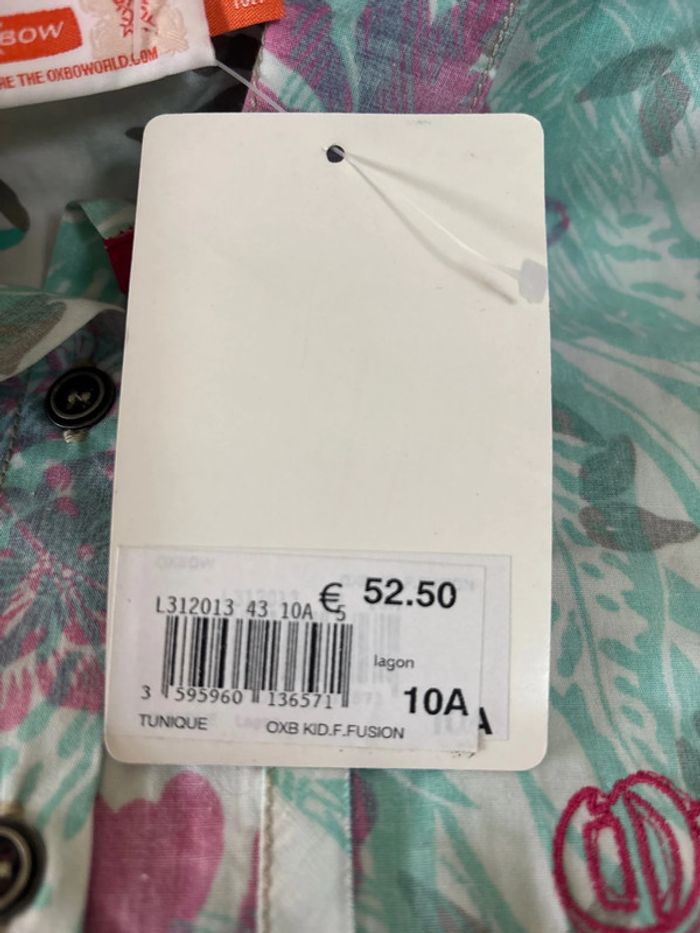 BOW
RE THE OXBOWORLD.COM
€ 52.50
L312013 43 10A 5
lagon
3 595960 136571
10A
TUNIQUE OXB KID.F.FUSION